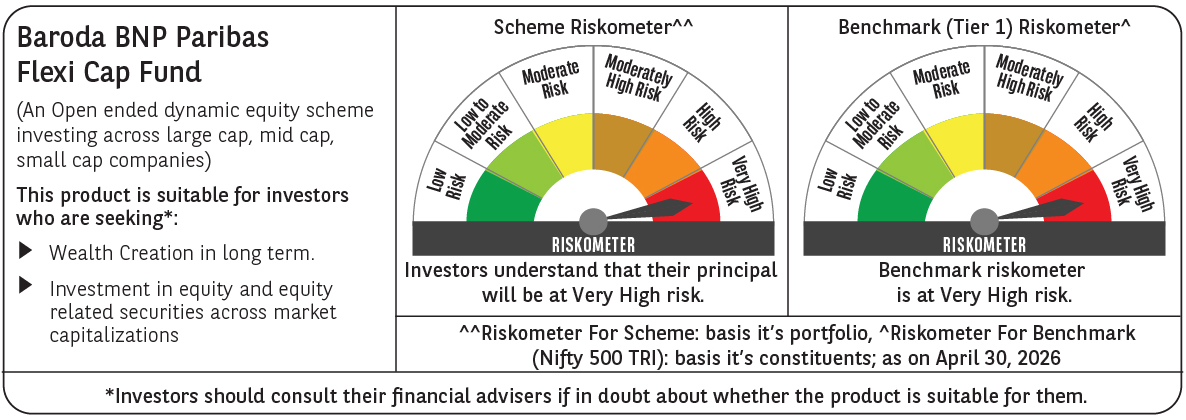 Baroda BNP Paribas
Flexi Cap Fund
(An Open ended dynamic equity scheme
investing across large cap, mid cap,
small cap companies)
This product is suitable for investors
who are seeking*:
Wealth Creation in long term.
Investment in equity and equity
related securities across market
capitalizations
Scheme Riskometer^^
Low
Risk
Low to
Moderate
Risk
Moderate
Risk
Moderately
High Risk
High
Risk
Very High
Risk
RISKOMETER
Investors understand that their principal
will be at Very High risk.
Benchmark (Tier 1) Riskometer^
Low
Risk
Low to
Moderate
Risk
Moderate
Risk
Moderately
High Risk
High
Risk
Very High
Risk
RISKOMETER
Benchmark riskometer
is at Very High risk.
^^Riskometer For Scheme: basis it’s portfolio, ^Riskometer For Benchmark
(Nifty 500 TRI): basis it’s constituents; as on April 30, 2026
*Investors should consult their financial advisers if in doubt about whether the product is suitable for them.